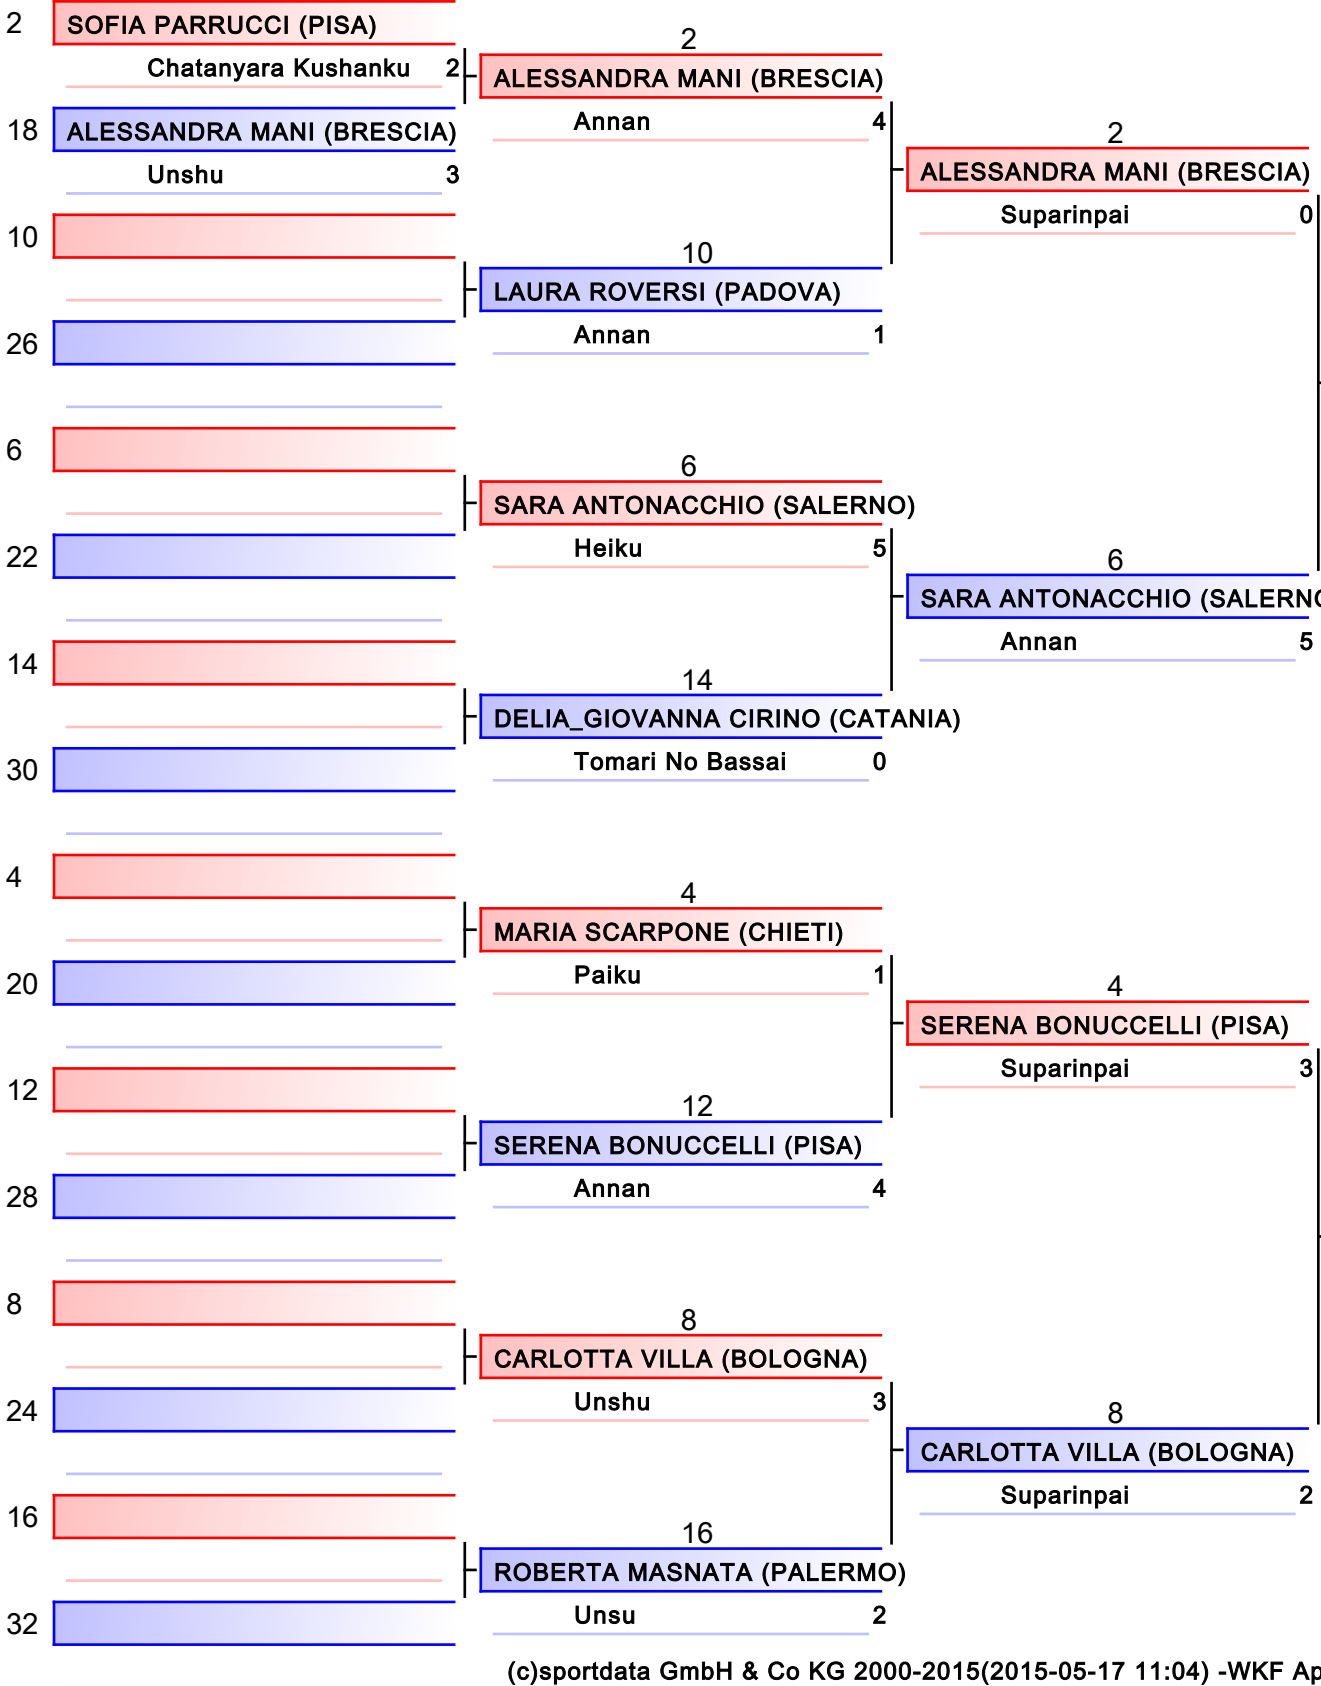 2
SOFIA PARRUCCI (PISA)
Chatanyara Kushanku 2
18
ALESSANDRA MANI (BRESCIA)
Unshu 3
10
26
6
22
14
30
4
20
12
28
8
24
16
32
2
ALESSANDRA MANI (BRESCIA)
Annan 4
10
LAURA ROVERSI (PADOVA)
Annan 1
6
SARA ANTONACCHIO (SALERNO)
Heiku 5
14
DELIA_GIOVANNA CIRINO (CATANIA)
Tomari No Bassai 0
4
MARIA SCARPONE (CHIETI)
Paiku 1
12
SERENA BONUCCELLI (PISA)
Annan 4
8
CARLOTTA VILLA (BOLOGNA)
Unshu 3
16
ROBERTA MASNATA (PALERMO)
Unsu 2
2
ALESSANDRA MANI (BRESCIA)
Suparinpai 0
6
SARA ANTONACCHIO (SALERNO
Annan 5
4
SERENA BONUCCELLI (PISA)
Suparinpai 3
8
CARLOTTA VILLA (BOLOGNA)
Suparinpai 2
(c)sportdata GmbH & Co KG 2000-2015(2015-05-17 11:04) -WKF Ap